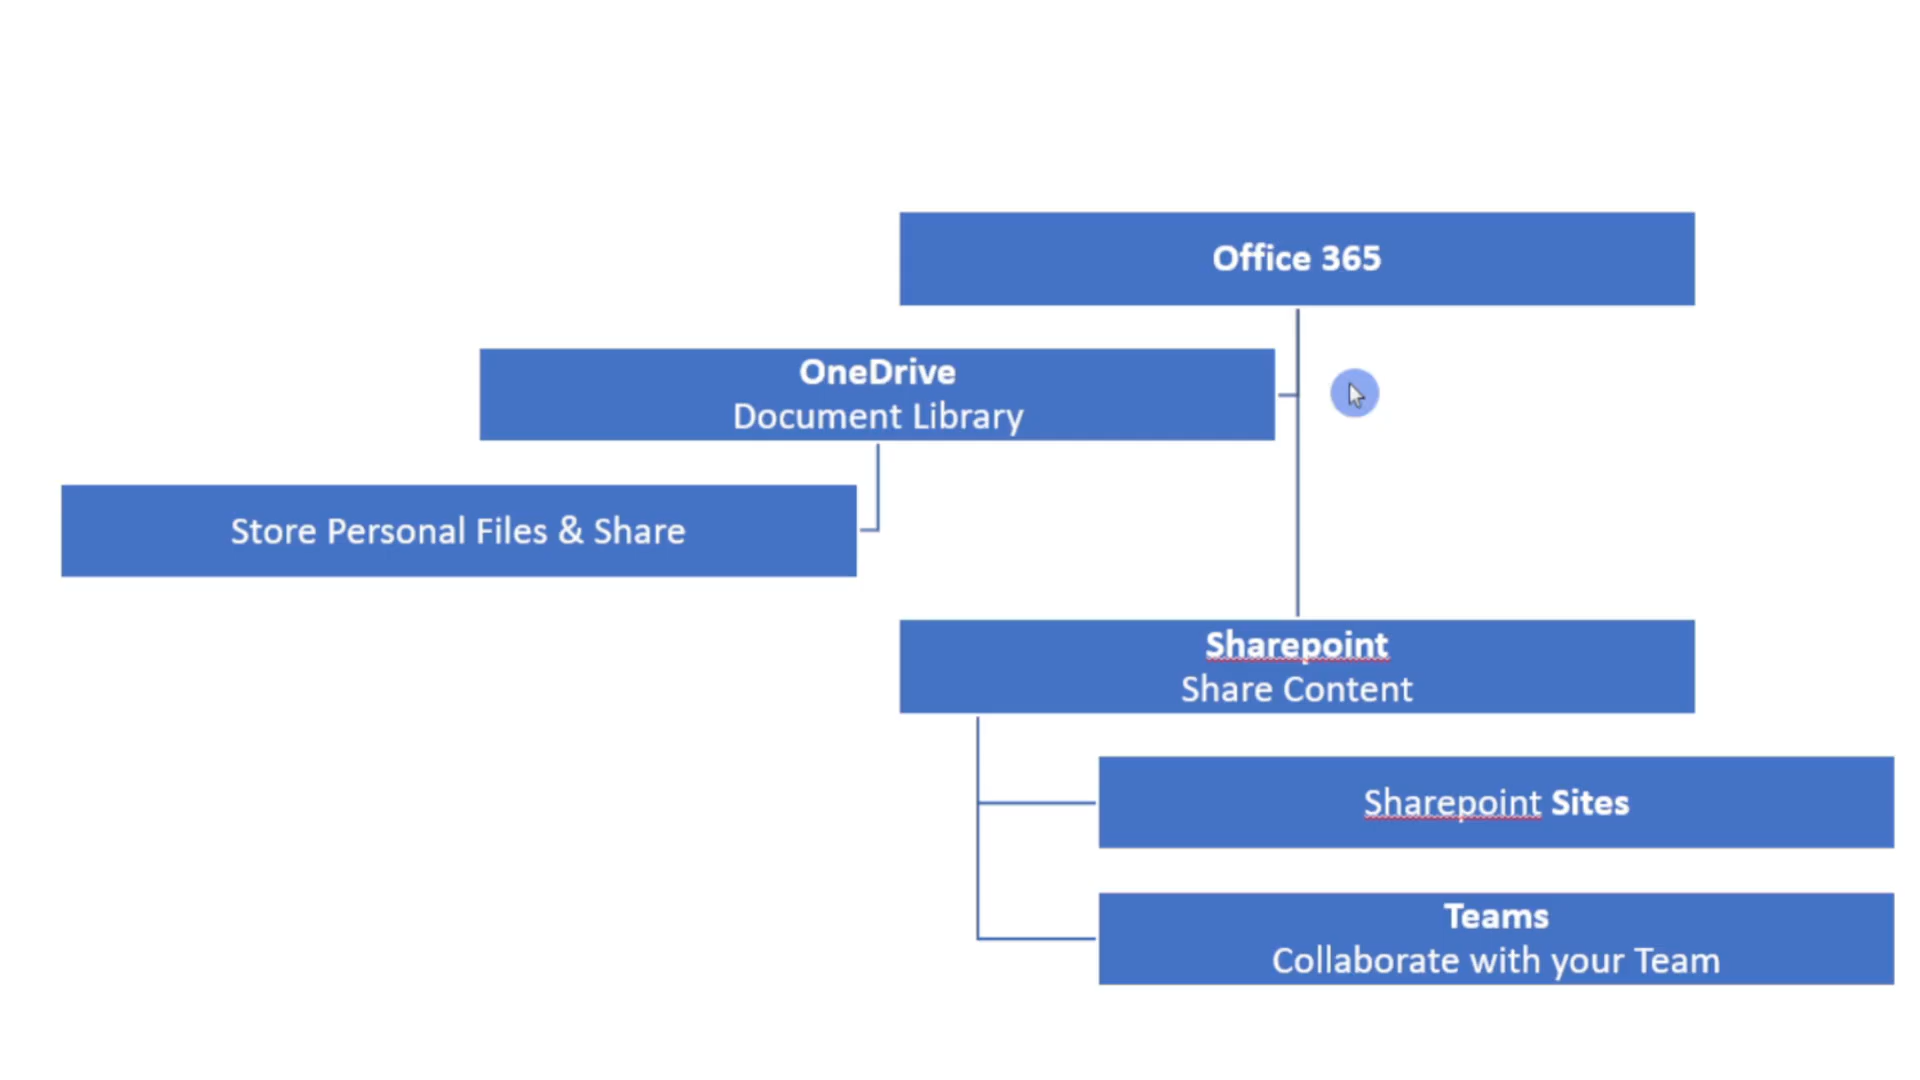 Office 365
OneDrive
Document Library
Store Personal Files & Share
Sharepoint
Share Content
Sharepoint Sites
Teams
Collaborate with your Team